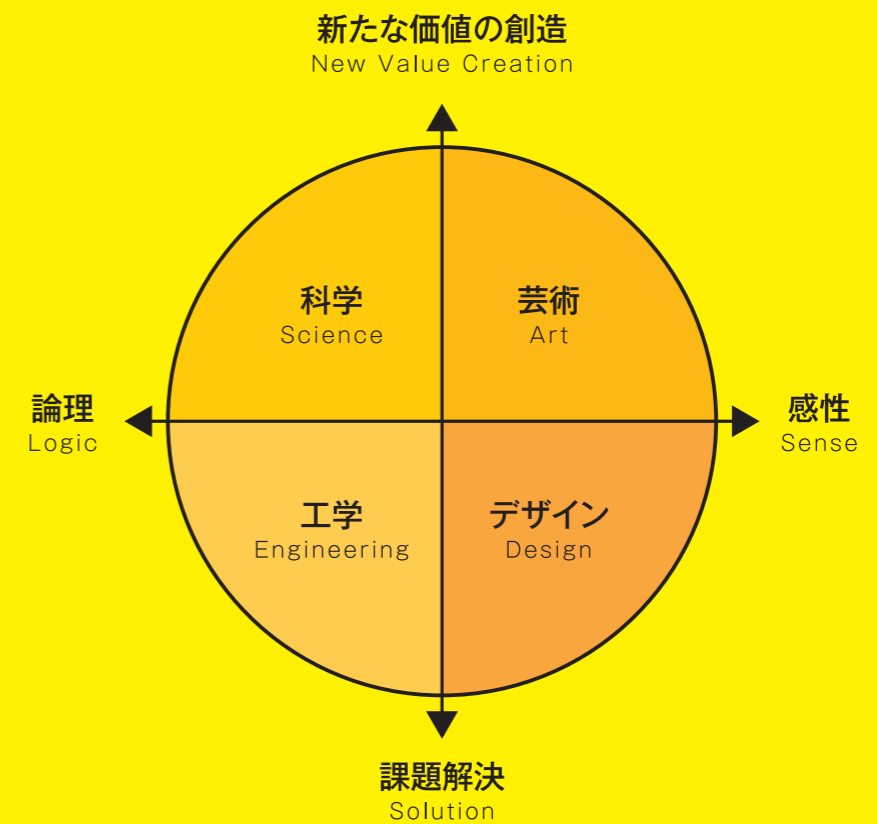 新たな価値の創造
New Value Creation
科学
Science
芸術
Art
論理
Logic
感性
Sense
工学
Engineering
デザイン
Design
課題解決
Solution